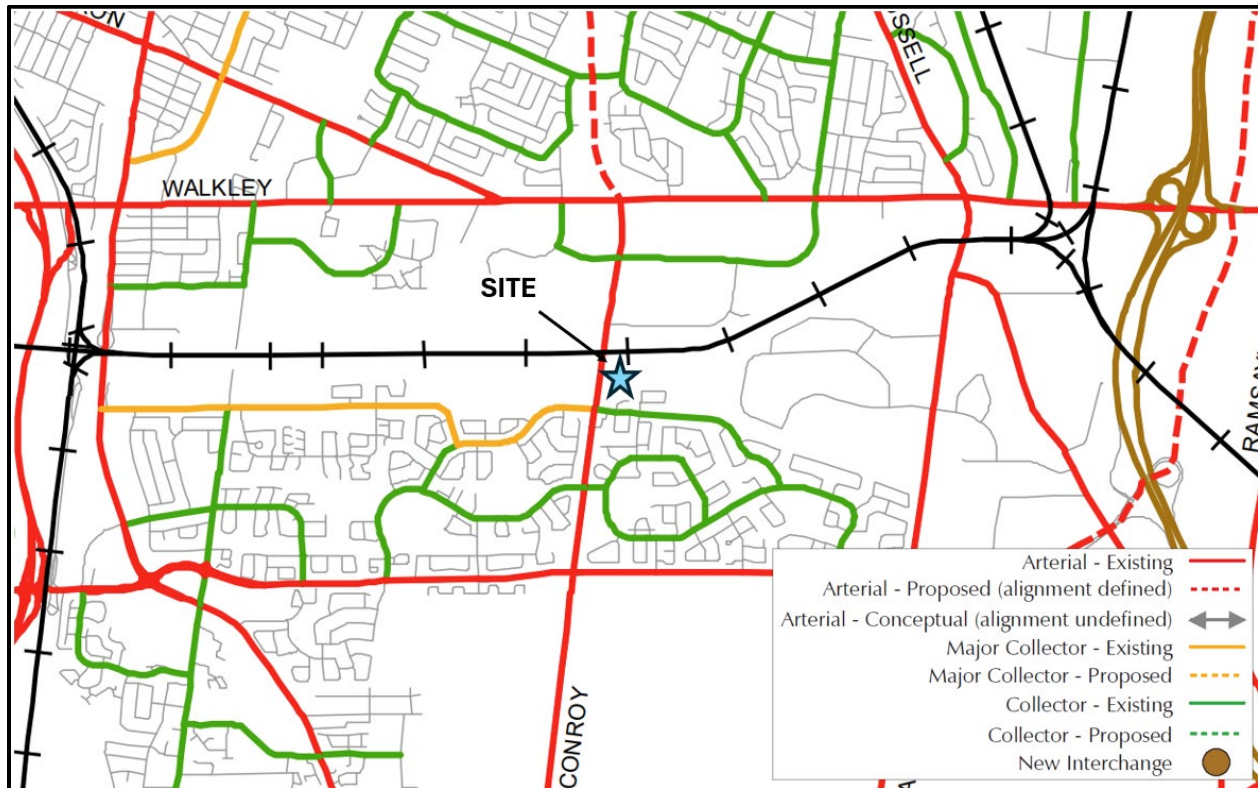 WALKLEY
SITE
CONROY
Arterial - Existing
Arterial - Proposed (alignment defined)
Arterial - Conceptual (alignment undefined)
Major Collector - Existing
Major Collector - Proposed
Collector - Existing
Collector - Proposed
New Interchange